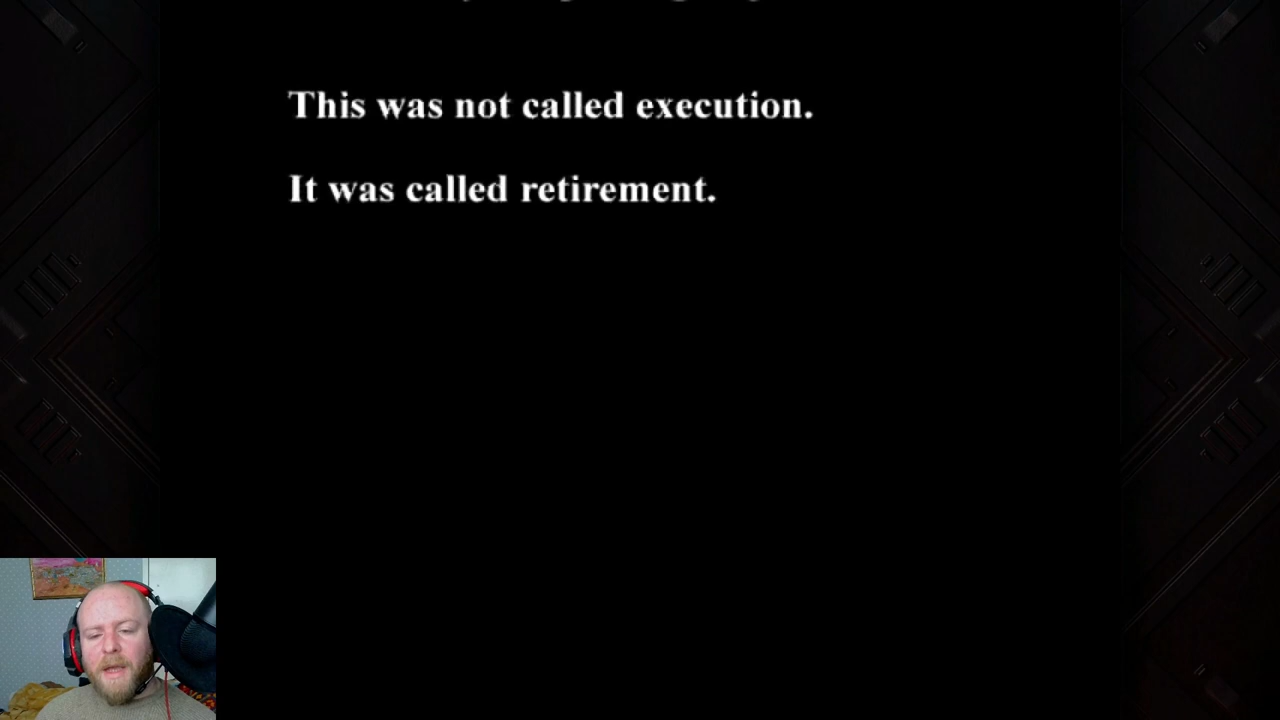 This was not called execution.
It was called retirement.